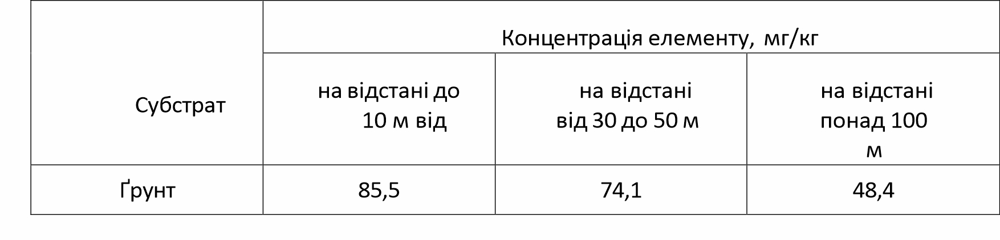 Концентрація елементу, мг/кг
Субстрат
на відстані до
10 м від
на відстані
від 30 до 50 м
на відстані
понад 100
м
Ґрунт
85,5
74,1
48,4